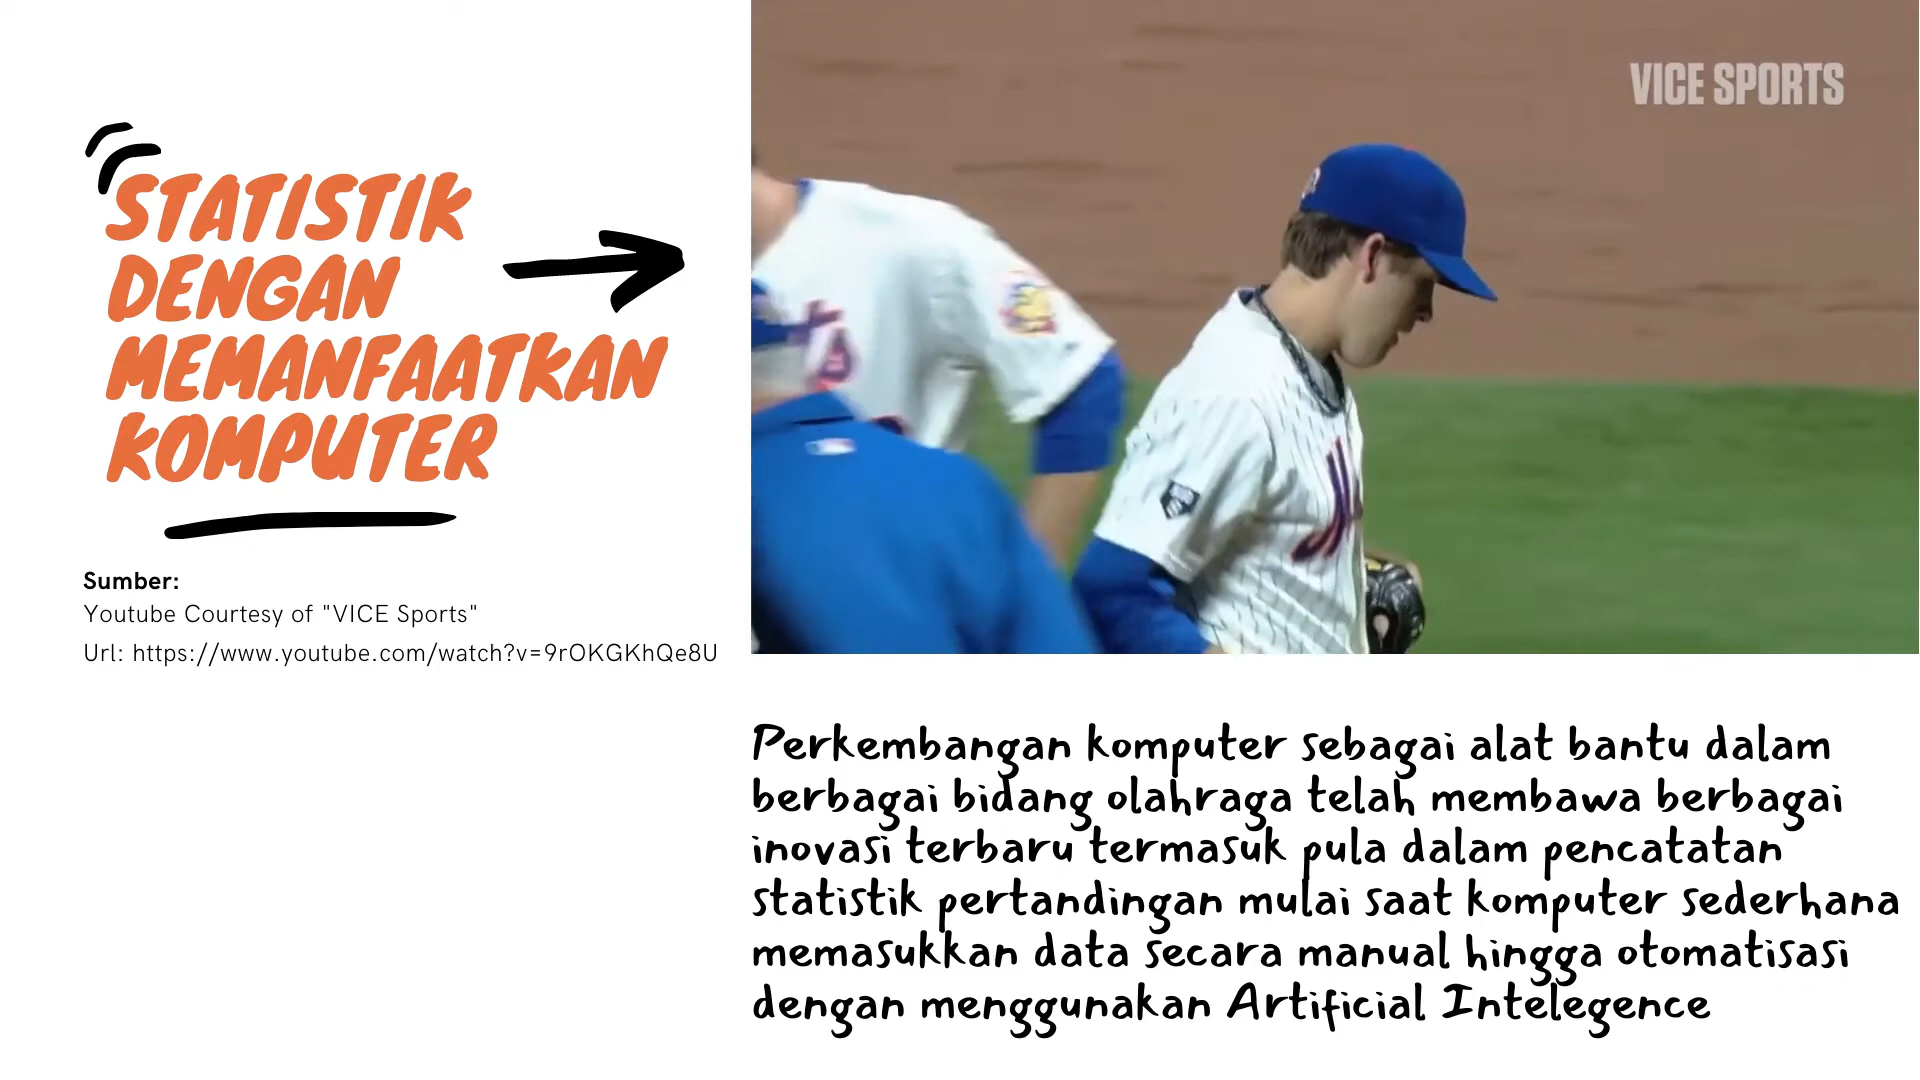 STATISTIK
DENGAN
MEMANFAATKAN
KOMPUTER
Sumber:
Youtube Courtesy of "VICE Sports"
Url: https://www.youtube.com/watch?v=9rOKGKhQe8U
VICE SPORTS
Perkembangan komputer sebagai alat bantu dalam
berbagai bidang olahraga telah membawa berbagai
inovasi terbaru termasuk pula dalam pencatatan
statistik pertandingan mulai saat komputer sederhana
memasukkan data secara manual hingga otomatisasi
dengan menggunakan Artificial Intelegence